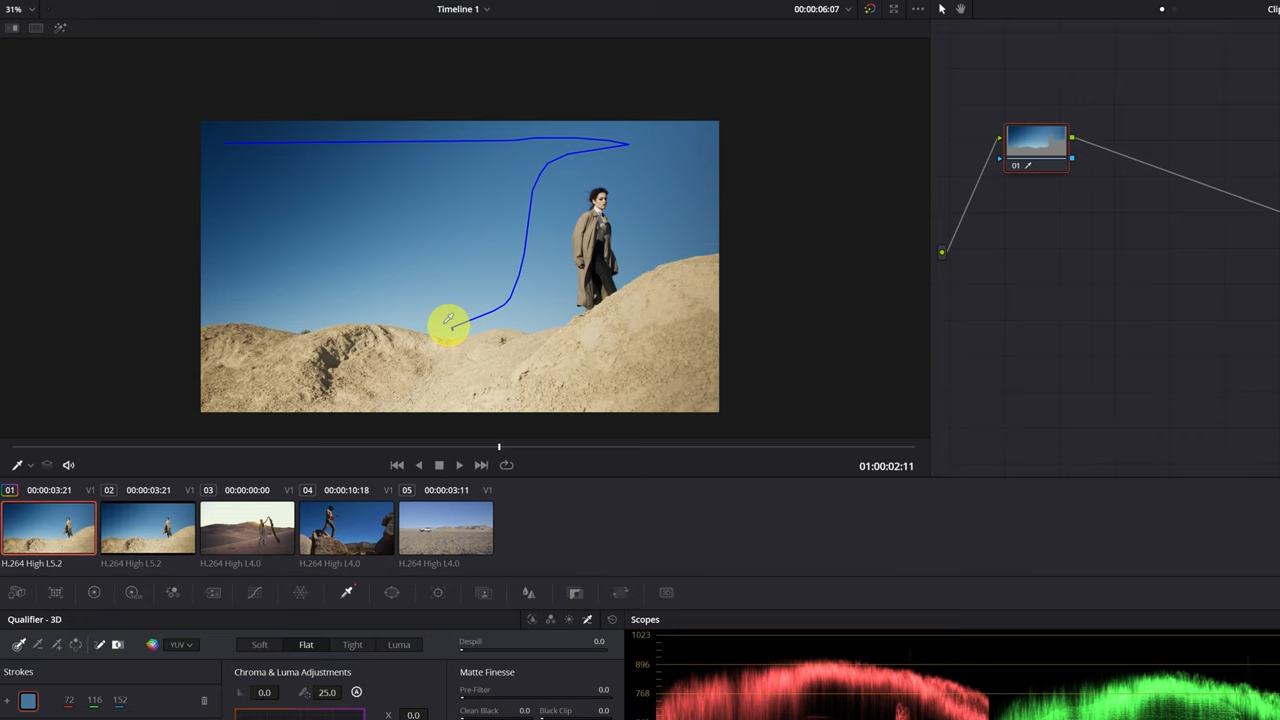 31%
Timeline 1
00:00:06:07
01
01:00:02:11
01 00:00:03:21 V1 02 00:00:03:21 V1 03 00:00:00:00 V1 04 00:00:10:18 V1 05 00:00:03:11 V1
H.264 High L5.2 H.264 High L5.2 H.264 High L4.0 H.264 High L4.0 H.264 High L4.0
Qualifier - 3D
Scopes
YUV
Soft Flat Tight Luma
Despill 0.0
Strokes
Chroma & Luma Adjustments
Matte Finesse
72 116 152
0.0 25.0
Pre-Filter 0.0
Clean Black 0.0 Black Clip 0.0
X 0.0
1023
896
768